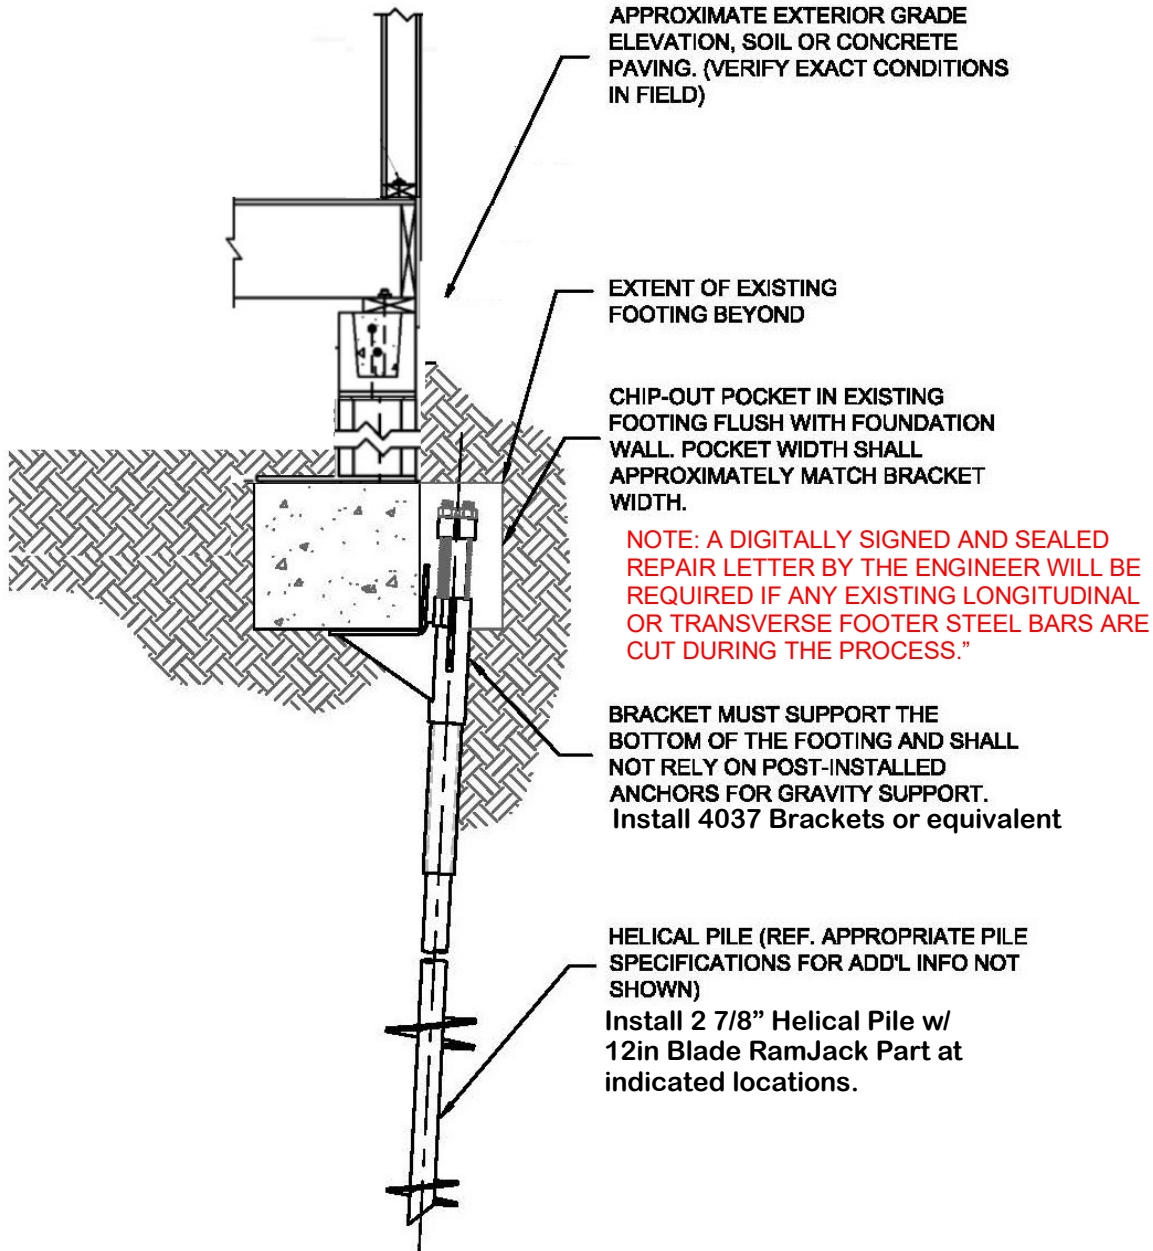 APPROXIMATE EXTERIOR GRADE
ELEVATION, SOIL OR CONCRETE
PAVING. (VERIFY EXACT CONDITIONS
IN FIELD)
EXTENT OF EXISTING
FOOTING BEYOND
CHIP-OUT POCKET IN EXISTING
FOOTING FLUSH WITH FOUNDATION
WALL. POCKET WIDTH SHALL
APPROXIMATELY MATCH BRACKET
WIDTH.
NOTE: A DIGITALLY SIGNED AND SEALED
REPAIR LETTER BY THE ENGINEER WILL BE
REQUIRED IF ANY EXISTING LONGITUDINAL
OR TRANSVERSE FOOTER STEEL BARS ARE
CUT DURING THE PROCESS.”
BRACKET MUST SUPPORT THE
BOTTOM OF THE FOOTING AND SHALL
NOT RELY ON POST-INSTALLED
ANCHORS FOR GRAVITY SUPPORT.
Install 4037 Brackets or equivalent
HELICAL PILE (REF. APPROPRIATE PILE
SPECIFICATIONS FOR ADD'L INFO NOT
SHOWN)
Install 2 7/8” Helical Pile w/
12in Blade RamJack Part at
indicated locations.